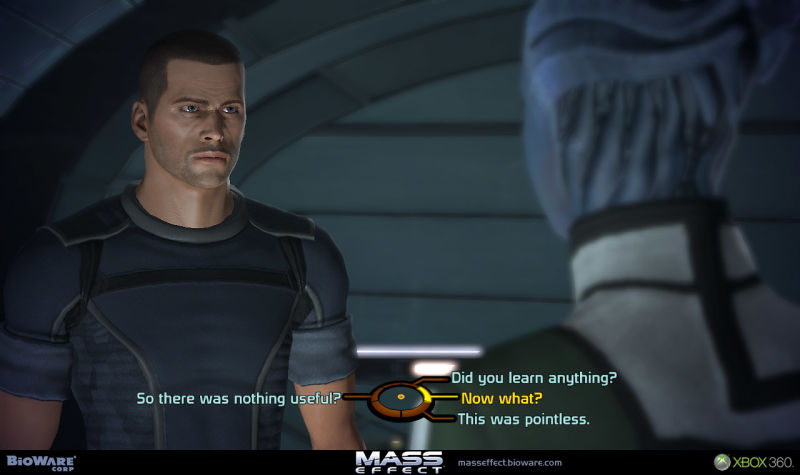 Did you learn anything?
So there was nothing useful?
Now what?
This was pointless.
BIOWARE
CORP
MASS
EFFECT
masseffect.bioware.com
XBOX 360